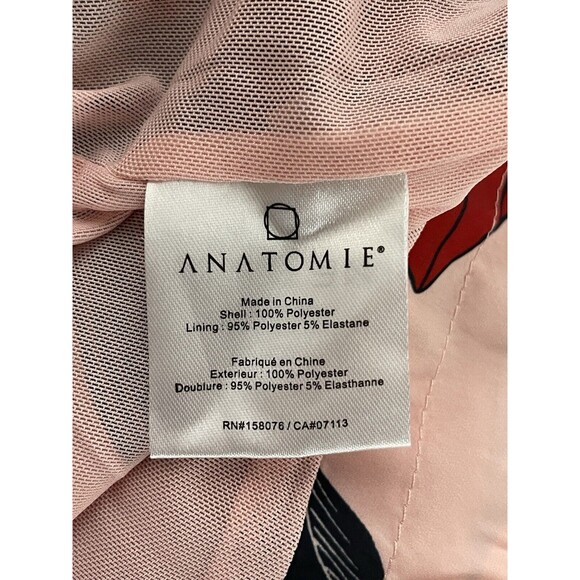 ANATOMIE®
Made in China
Shell : 100% Polyester
Lining : 95% Polyester 5% Elastane
Fabriqué en Chine
Exterieur : 100% Polyester
Doublure : 95% Polyester 5% Elasthanne
RN#158076 / CA#07113